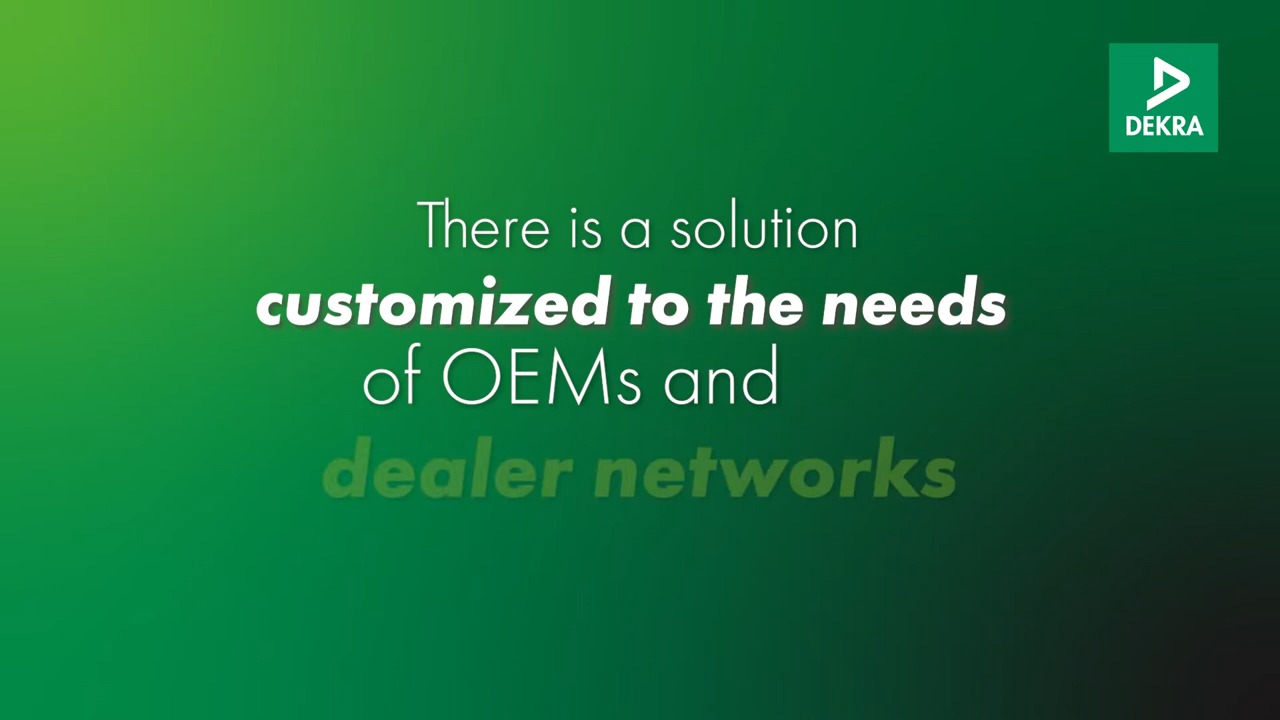 DEKRA
There is a solution
customized to the needs
of OEMs and
dealer networks